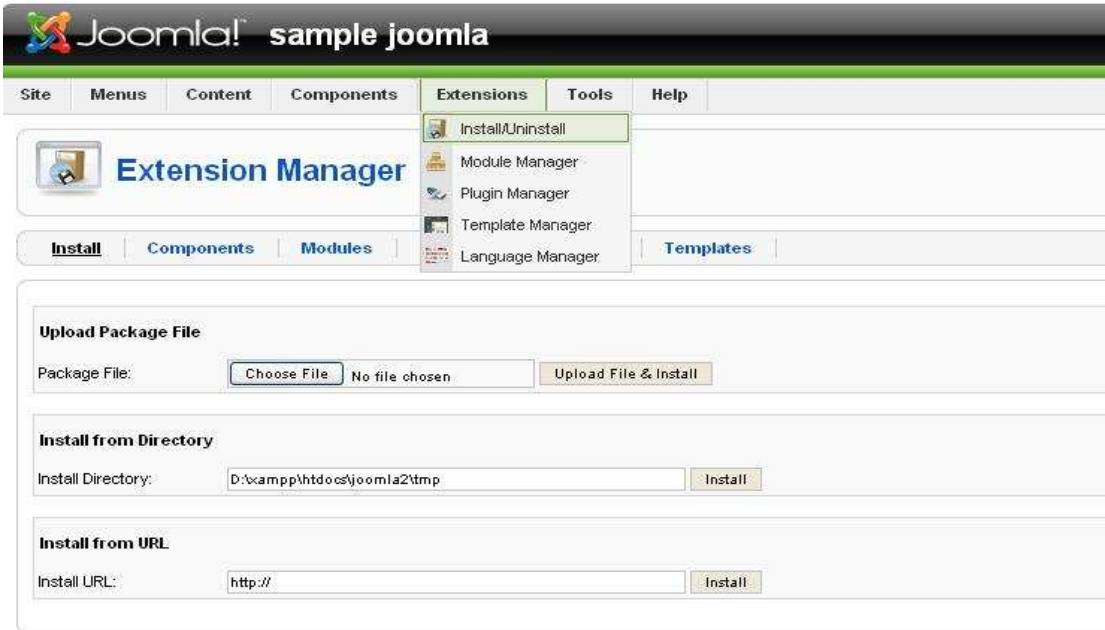 Joomla! sample joomla
Site Menus Content Components Extensions Tools Help
Install/Uninstall
Module Manager
Plugin Manager
Template Manager
Language Manager
Extension Manager
Install Components Modules Templates
Upload Package File
Package File: Choose File No file chosen Upload File & Install
Install from Directory
Install Directory: D:\xampp\htdocs\joomla2\tmp Install
Install from URL
Install URL: http:// Install